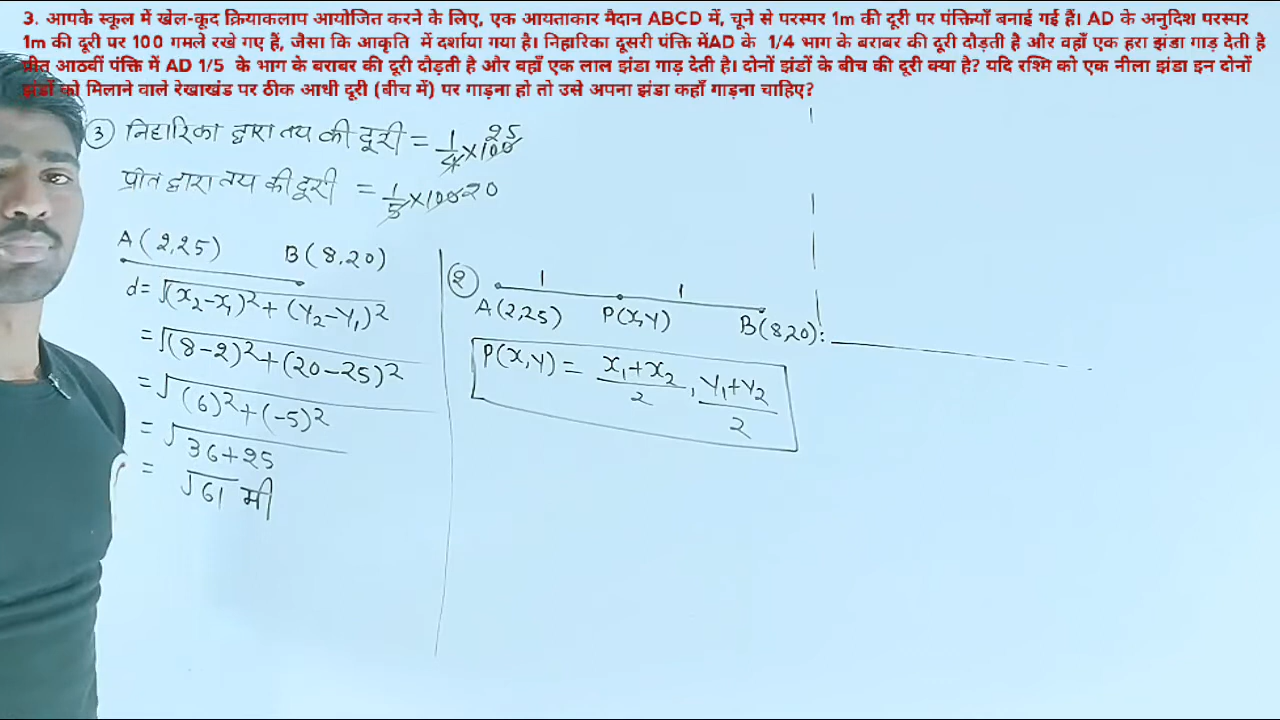 3. आपके स्कूल में खेल-कूद क्रियाकलाप आयोजित करने के लिए, एक आयताकार मैदान ABCD में, चूने से परस्पर 1m की दूरी पर पंक्तियाँ बनाई गई हैं। AD के अनुदिश परस्पर
1m की दूरी पर 100 गमले रखे गए हैं, जैसा कि आकृति में दर्शाया गया है। निहारिका दूसरी पंक्ति मेंAD के 1/4 भाग के बराबर की दूरी दौड़ती है और वहाँ एक हरा झंडा गाड़ देती है
प्रीत आठवीं पंक्ति में AD 1/5 के भाग के बराबर की दूरी दौड़ती है और वहाँ एक लाल झंडा गाड़ देती है। दोनों झंडों के बीच की दूरी क्या है? यदि रश्मि को एक नीला झंडा इन दोनों
झंडों को मिलाने वाले रेखाखंड पर ठीक आधी दूरी (बीच में) पर गाड़ना हो तो उसे अपना झंडा कहाँ गाड़ना चाहिए?
③ निहारिका द्वारा तय की दूरी = 1/4 × 100 25
प्रीत द्वारा तय की दूरी = 1/5 × 100 20
A(2,25) B(8,20)
d = √(x₂-x₁)²+(y₂-y₁)²
= √(8-2)²+(20-25)²
= √(6)²+(-5)²
= √36+25
= √61 मी
② 1 1
A(2,25) P(x,y) B(8,20):
P(x,y) = x₁+x₂/2 , y₁+y₂/2